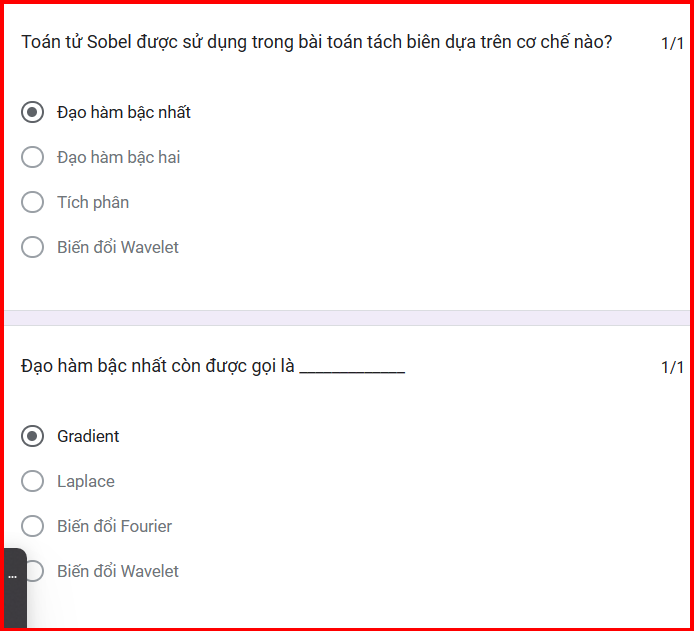 Toán tử Sobel được sử dụng trong bài toán tách biên dựa trên cơ chế nào? 1/1
Đạo hàm bậc nhất
Đạo hàm bậc hai
Tích phân
Biến đổi Wavelet
Đạo hàm bậc nhất còn được gọi là _____________ 1/1
Gradient
Laplace
Biến đổi Fourier
Biến đổi Wavelet
...